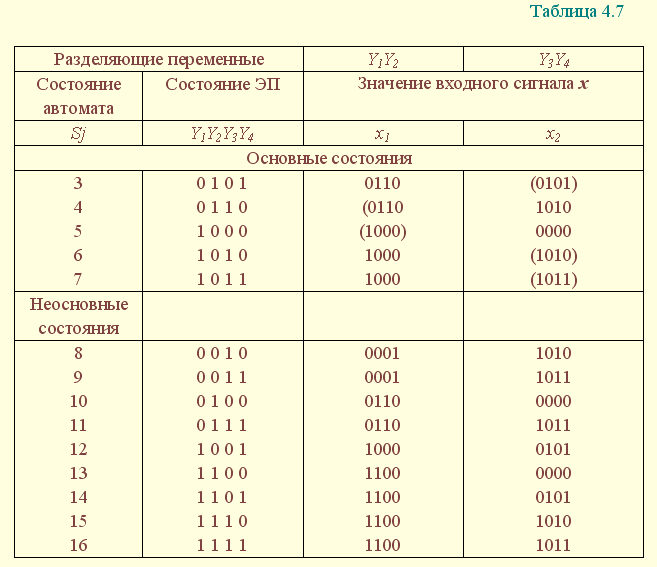 Таблица 4.7
Разделяющие переменные Y1Y2 Y3Y4
Состояние автомата Состояние ЭП Значение входного сигнала x
Sj Y1Y2Y3Y4 x1 x2
Основные состояния
3 0 1 0 1 0110 (0101)
4 0 1 1 0 (0110 1010
5 1 0 0 0 (1000) 0000
6 1 0 1 0 1000 (1010)
7 1 0 1 1 1000 (1011)
Неосновные
состояния
8 0 0 1 0 0001 1010
9 0 0 1 1 0001 1011
10 0 1 0 0 0110 0000
11 0 1 1 1 0110 1011
12 1 0 0 1 1000 0101
13 1 1 0 0 1100 0000
14 1 1 0 1 1100 0101
15 1 1 1 0 1100 1010
16 1 1 1 1 1100 1011